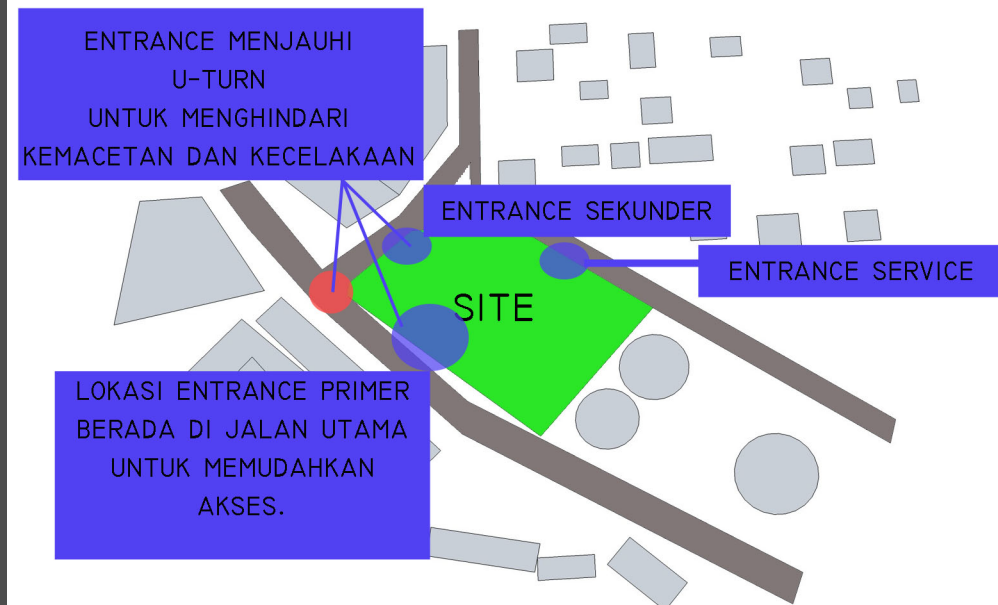 ENTRANCE MENJAUHI
U-TURN
UNTUK MENGHINDARI
KEMACETAN DAN KECELAKAAN
ENTRANCE SEKUNDER
ENTRANCE SERVICE
SITE
LOKASI ENTRANCE PRIMER
BERADA DI JALAN UTAMA
UNTUK MEMUDAHKAN
AKSES.